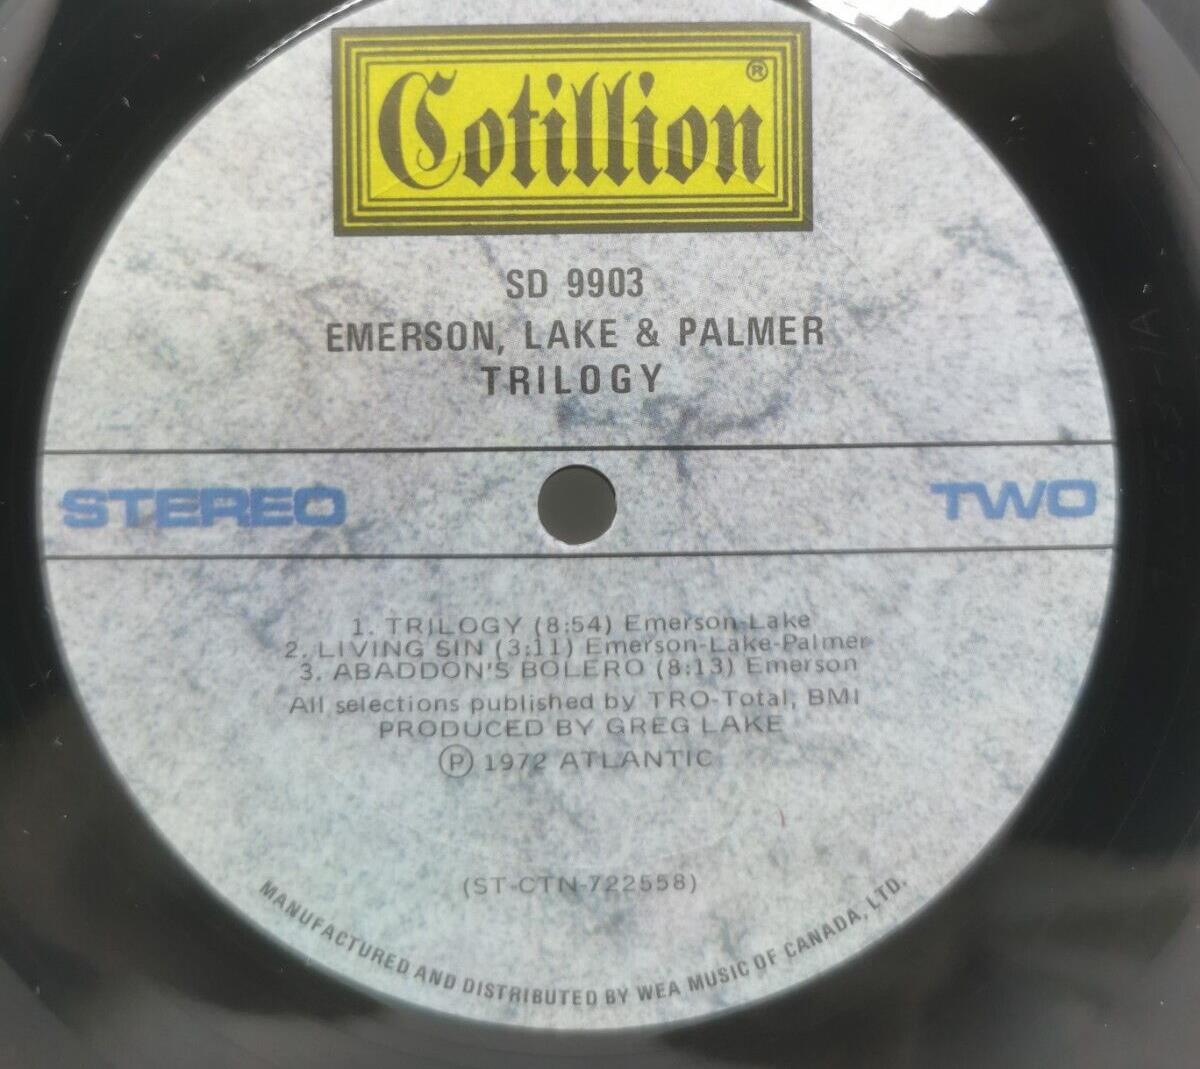 Cotillion ®
SD 9903
EMERSON, LAKE & PALMER
TRILOGY
STEREO
TWO
1. TRILOGY (8:54) Emerson-Lake
2. LIVING SIN (3:11) Emerson-Lake-Palmer
3. ABADDON'S BOLERO (8:13) Emerson
All selections published by TRO-Total, BMI
PRODUCED BY GREG LAKE
Ⓟ 1972 ATLANTIC
(ST-CTN-722558)
MANUFACTURED AND DISTRIBUTED BY WEA MUSIC OF CANADA, LTD.